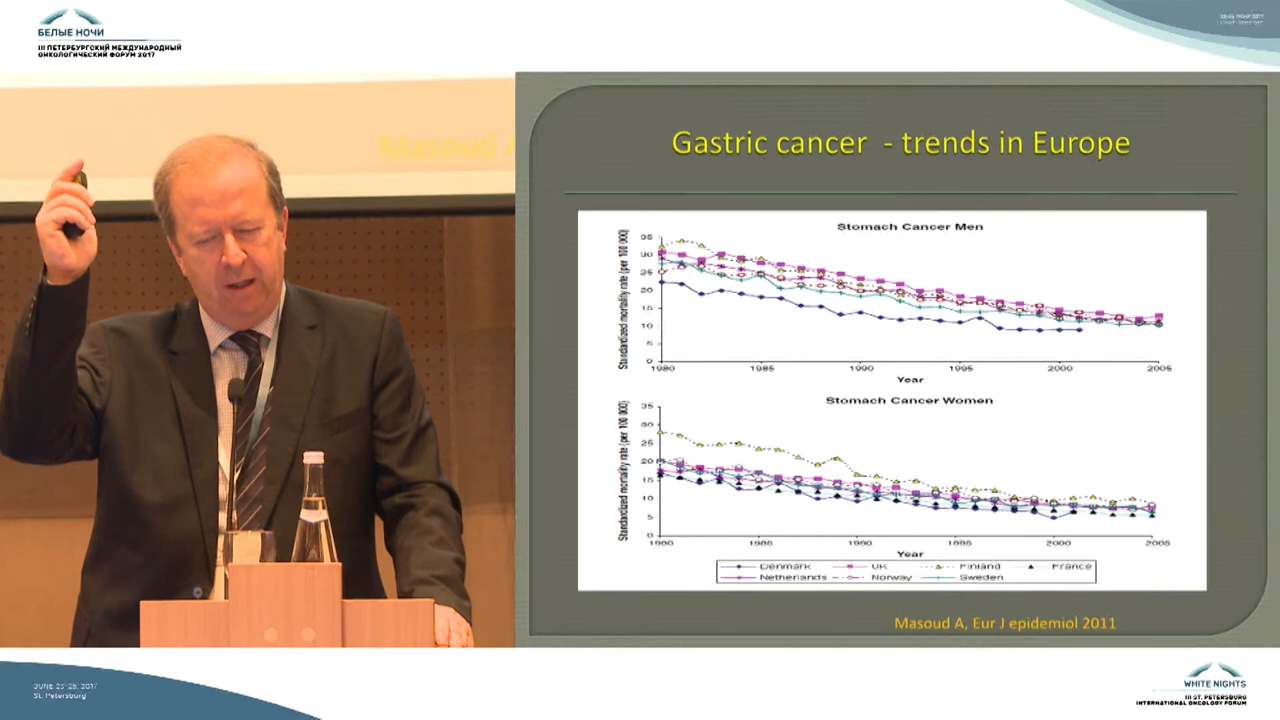 БЕЛЫЕ НОЧИ
III ПЕТЕРБУРГСКИЙ МЕЖДУНАРОДНЫЙ
ОНКОЛОГИЧЕСКИЙ ФОРУМ 2017
Masoud A
Gastric cancer - trends in Europe
Stomach Cancer Men
Standardized mortality rate (per 100 000)
35
30
25
20
15
10
5
0
1980 1985 1990 1995 2000 2005
Year
Stomach Cancer Women
Standardized mortality rate (per 100 000)
35
30
25
20
15
10
5
0
1980 1985 1990 1995 2000 2005
Year
Denmark UK Finland France
Netherlands Norway Sweden
Masoud A, Eur J epidemiol 2011
JUNE 23-26, 2017
St. Petersburg
WHITE NIGHTS
III ST. PETERSBURG
INTERNATIONAL ONCOLOGY FORUM